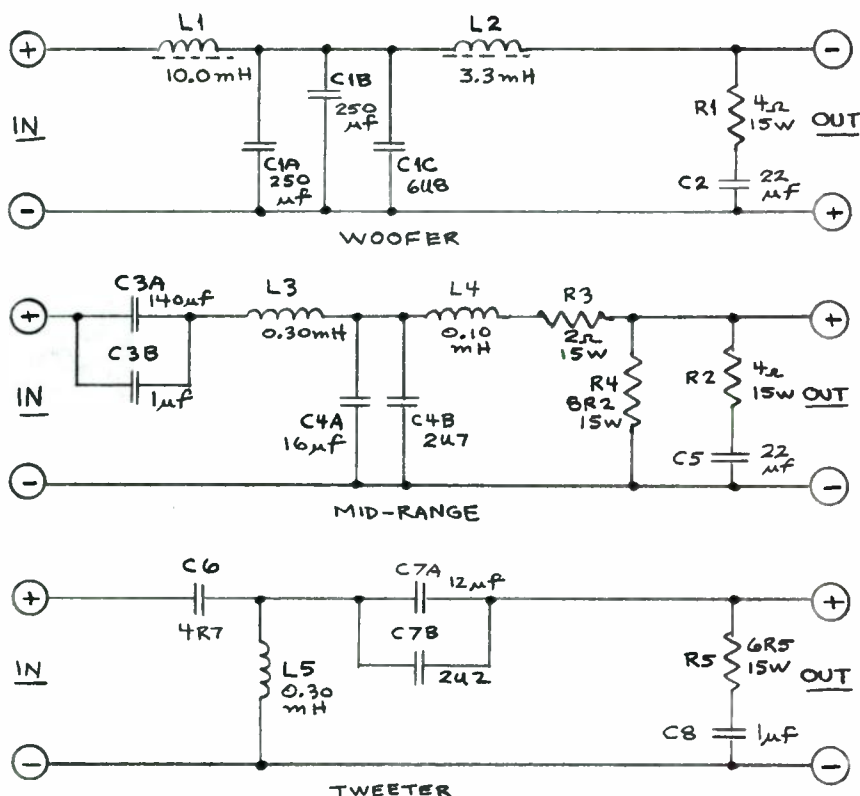 L1
L2
+
10.0mH
C1B
250
µf
3.3mH
-
IN
C1A
250
µf
C1C
6u8
R1
4Ω
15W
OUT
C2
22
µf
-
+
WOOFER
C3A
140µf
L3
L4
R3
+
0.30mH
0.10
mH
2Ω
15W
+
C3B
1µf
IN
C4A
16µf
C4B
2u7
R4
8R2
15W
R2
4Ω
15W
OUT
C5
22
µf
-
-
MID-RANGE
C6
C7A
12µf
+
+
4R7
C7B
2u2
IN
L5
0.30
mH
R5
6R5
15W
OUT
C8
1µf
-
-
TWEETER